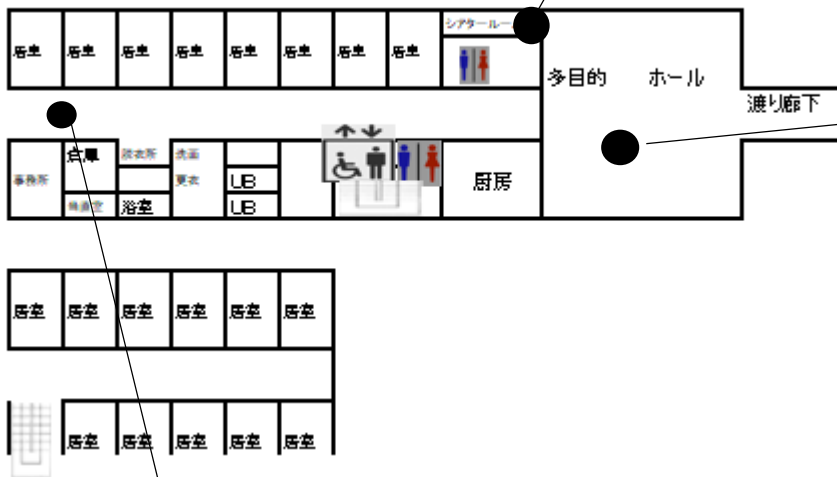 シアタールーム
居室 居室 居室 居室 居室 居室 居室 居室
多目的 ホール
渡り廊下
倉庫 脱衣所 洗面
事務所 更衣 UB 厨房
浴室 UB
居室 居室 居室 居室 居室 居室
居室 居室 居室 居室 居室